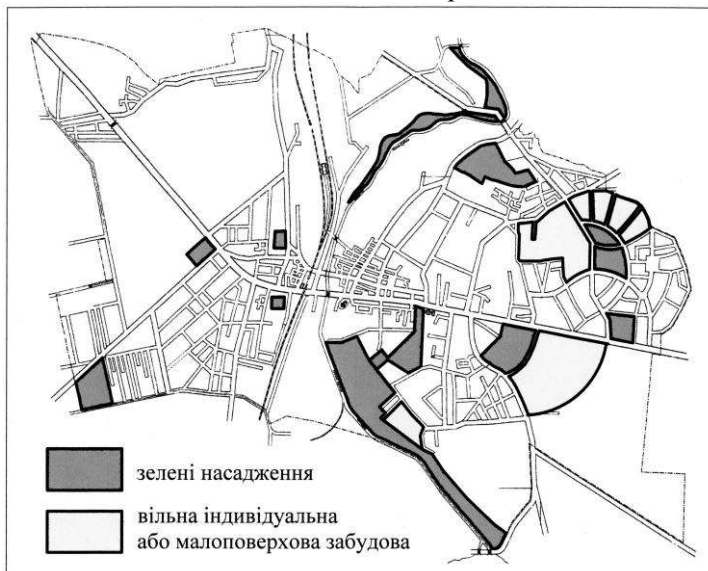 зелені насадження
вільна індивідуальна
або малоповерхова забудова